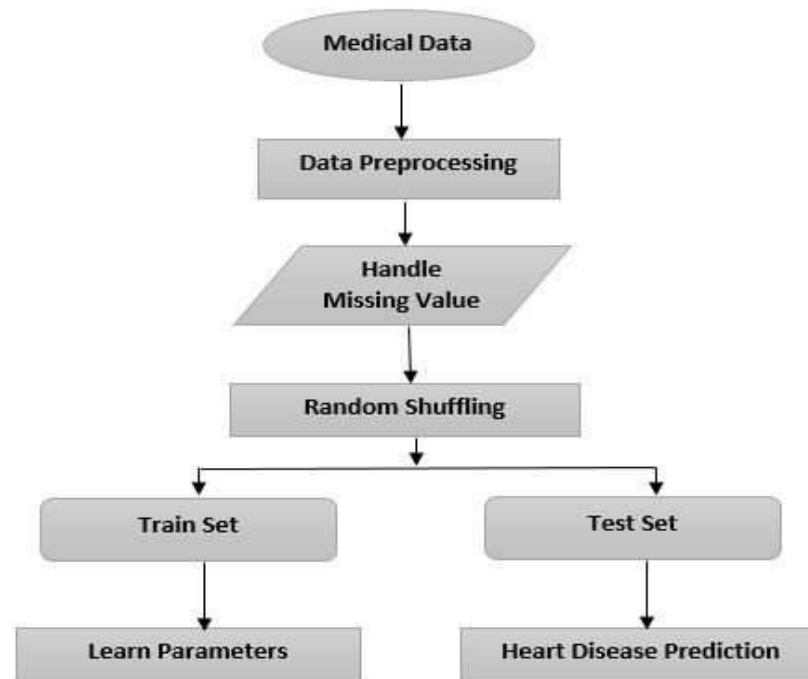 Medical Data
Data Preprocessing
Handle
Missing Value
Random Shuffling
Train Set
Test Set
Learn Parameters
Heart Disease Prediction